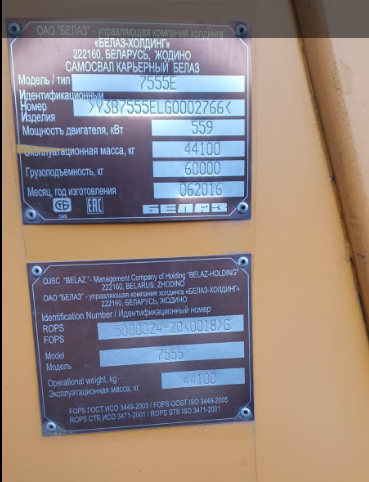 ОАО "БЕЛАЗ" - управляющая компания холдинга
«БЕЛАЗ-ХОЛДИНГ»
222160, БЕЛАРУСЬ, ЖОДИНО
САМОСВАЛ КАРЬЕРНЫЙ БЕЛАЗ
Модель / тип 7555E
Идентификационный
Номер >Y3B7555ELG0002766<
Изделия
Мощность двигателя, кВт 559
Эксплуатационная масса, кг 44100
Грузоподъемность, кг 60000
Месяц, год изготовления 062016
EAC БЕЛАЗ
OJSC "BELAZ"- Management Company of Holding "BELAZ-HOLDING"
222160, BELARUS, ZHODINO
ОАО "БЕЛАЗ" - управляющая компания холдинга «БЕЛАЗ-ХОЛДИНГ»
222160, БЕЛАРУСЬ, ЖОДИНО
Identification Number / Идентификационный номер
ROPS 5000024-20<0018>G
FOPS
Model 7555
Модель
Operational weight, kg 44100
Эксплуатационная масса, кг
FOPS ГОСТ ИСО 3449-2005 / FOPS GOST ISO 3449-2005
ROPS СТБ ИСО 3471-2001 / ROPS STB ISO 3471-2001